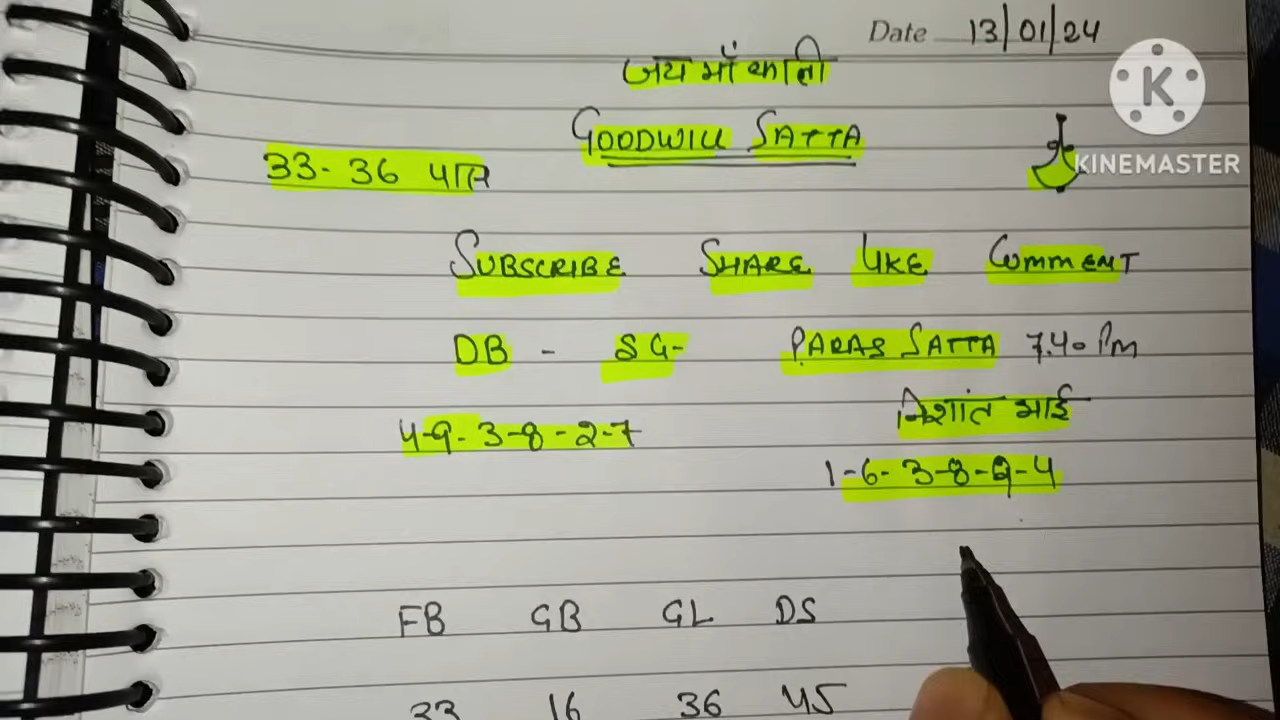 Date 13/01/24
जय माँ काली
K
GOODWILL SATTA
KINEMASTER
33-36 पास
SUBSCRIBE SHARE LIKE COMMENT
DB - SG- PARAS SATTA 7.40 PM
निशांत भाई
4-9-3-8-2-7
1-6-3-8-9-4
FB GB GL DS
33 16 36 45